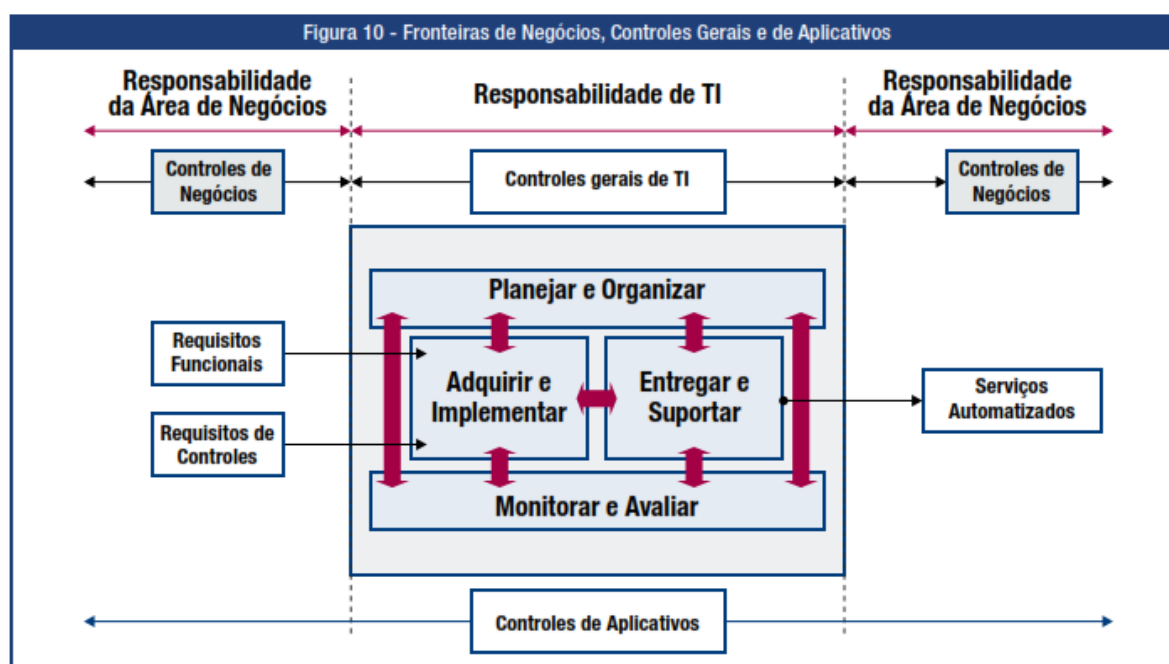 Figura 10 - Fronteiras de Negócios, Controles Gerais e de Aplicativos
Responsabilidade
da Área de Negócios
Responsabilidade de TI
Responsabilidade
da Área de Negócios
Controles de
Negócios
Controles gerais de TI
Controles de
Negócios
Planejar e Organizar
Requisitos
Funcionais
Adquirir e
Implementar
Entregar e
Suportar
Serviços
Automatizados
Requisitos de
Controles
Monitorar e Avaliar
Controles de Aplicativos